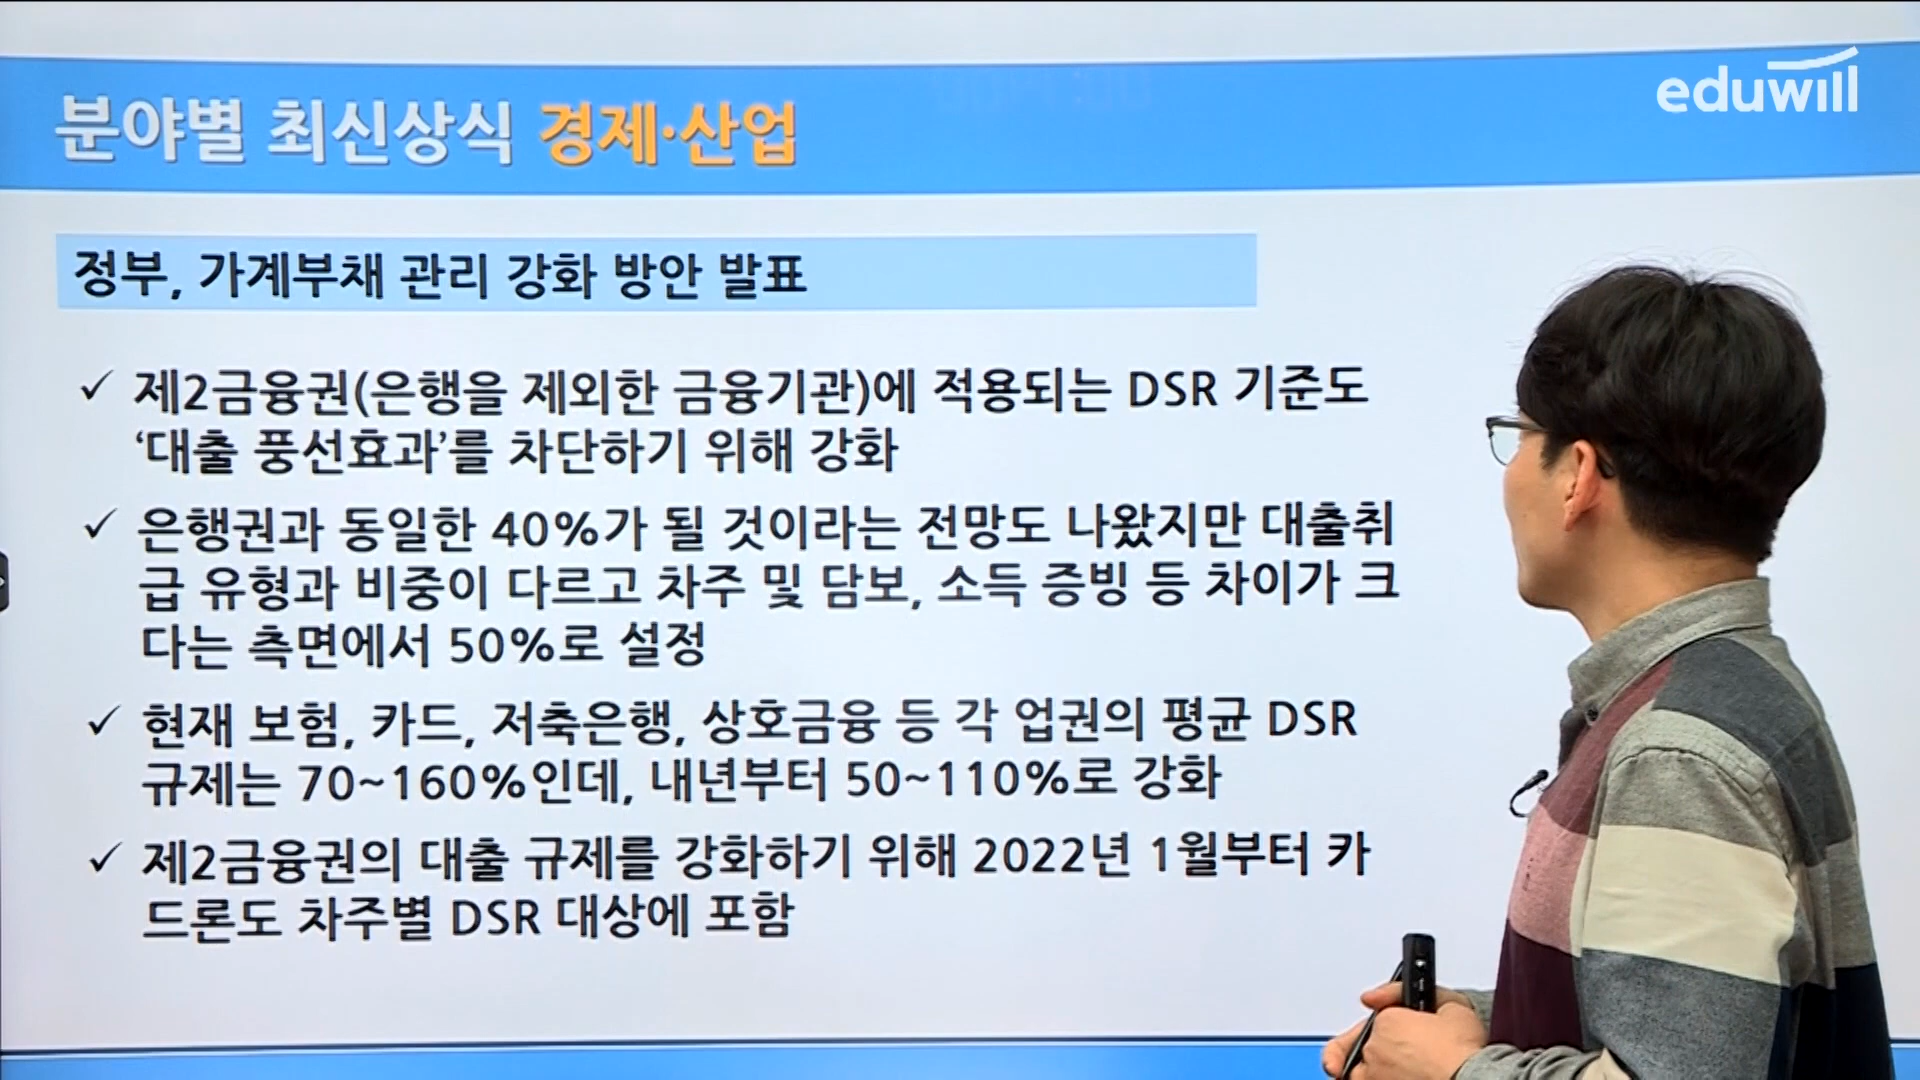 eduwill
분야별 최신상식 경제·산업
정부, 가계부채 관리 강화 방안 발표
✓ 제2금융권(은행을 제외한 금융기관)에 적용되는 DSR 기준도
‘대출 풍선효과’를 차단하기 위해 강화
✓ 은행권과 동일한 40%가 될 것이라는 전망도 나왔지만 대출취
급 유형과 비중이 다르고 차주 및 담보, 소득 증빙 등 차이가 크
다는 측면에서 50%로 설정
✓ 현재 보험, 카드, 저축은행, 상호금융 등 각 업권의 평균 DSR
규제는 70~160%인데, 내년부터 50~110%로 강화
✓ 제2금융권의 대출 규제를 강화하기 위해 2022년 1월부터 카
드론도 차주별 DSR 대상에 포함